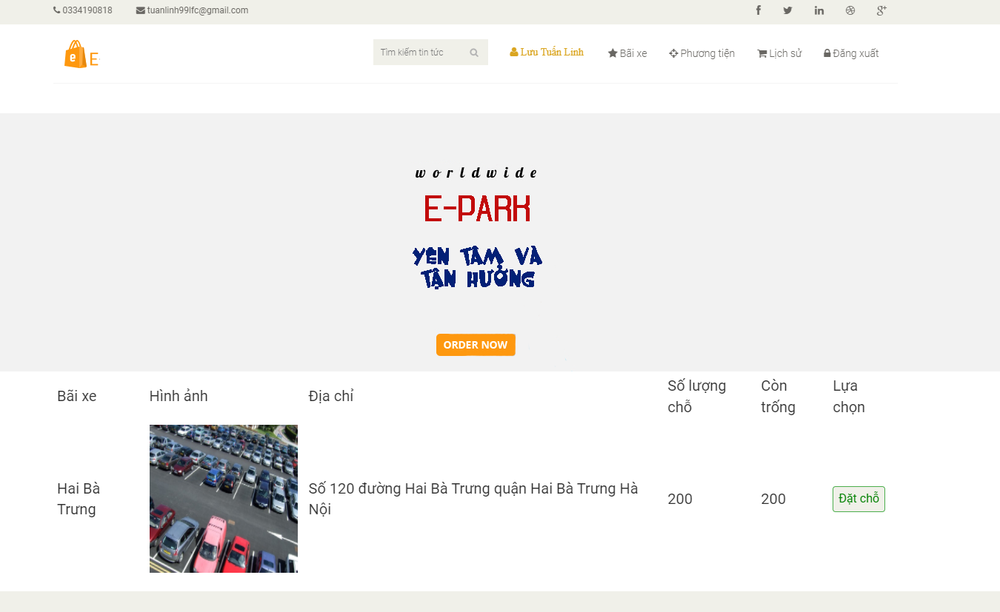 0334190818 tuanlinh99lfc@gmail.com
e E-
Tìm kiếm tin tức Lưu Tuấn Linh Bãi xe Phương tiện Lịch sử Đăng xuất
worldwide
E-PARK
YÊN TÂM VÀ
TẬN HƯỞNG
ORDER NOW
Bãi xe Hình ảnh Địa chỉ Số lượng chỗ Còn trống Lựa chọn
Hai Bà Trưng Số 120 đường Hai Bà Trưng quận Hai Bà Trưng Hà Nội 200 200 Đặt chỗ